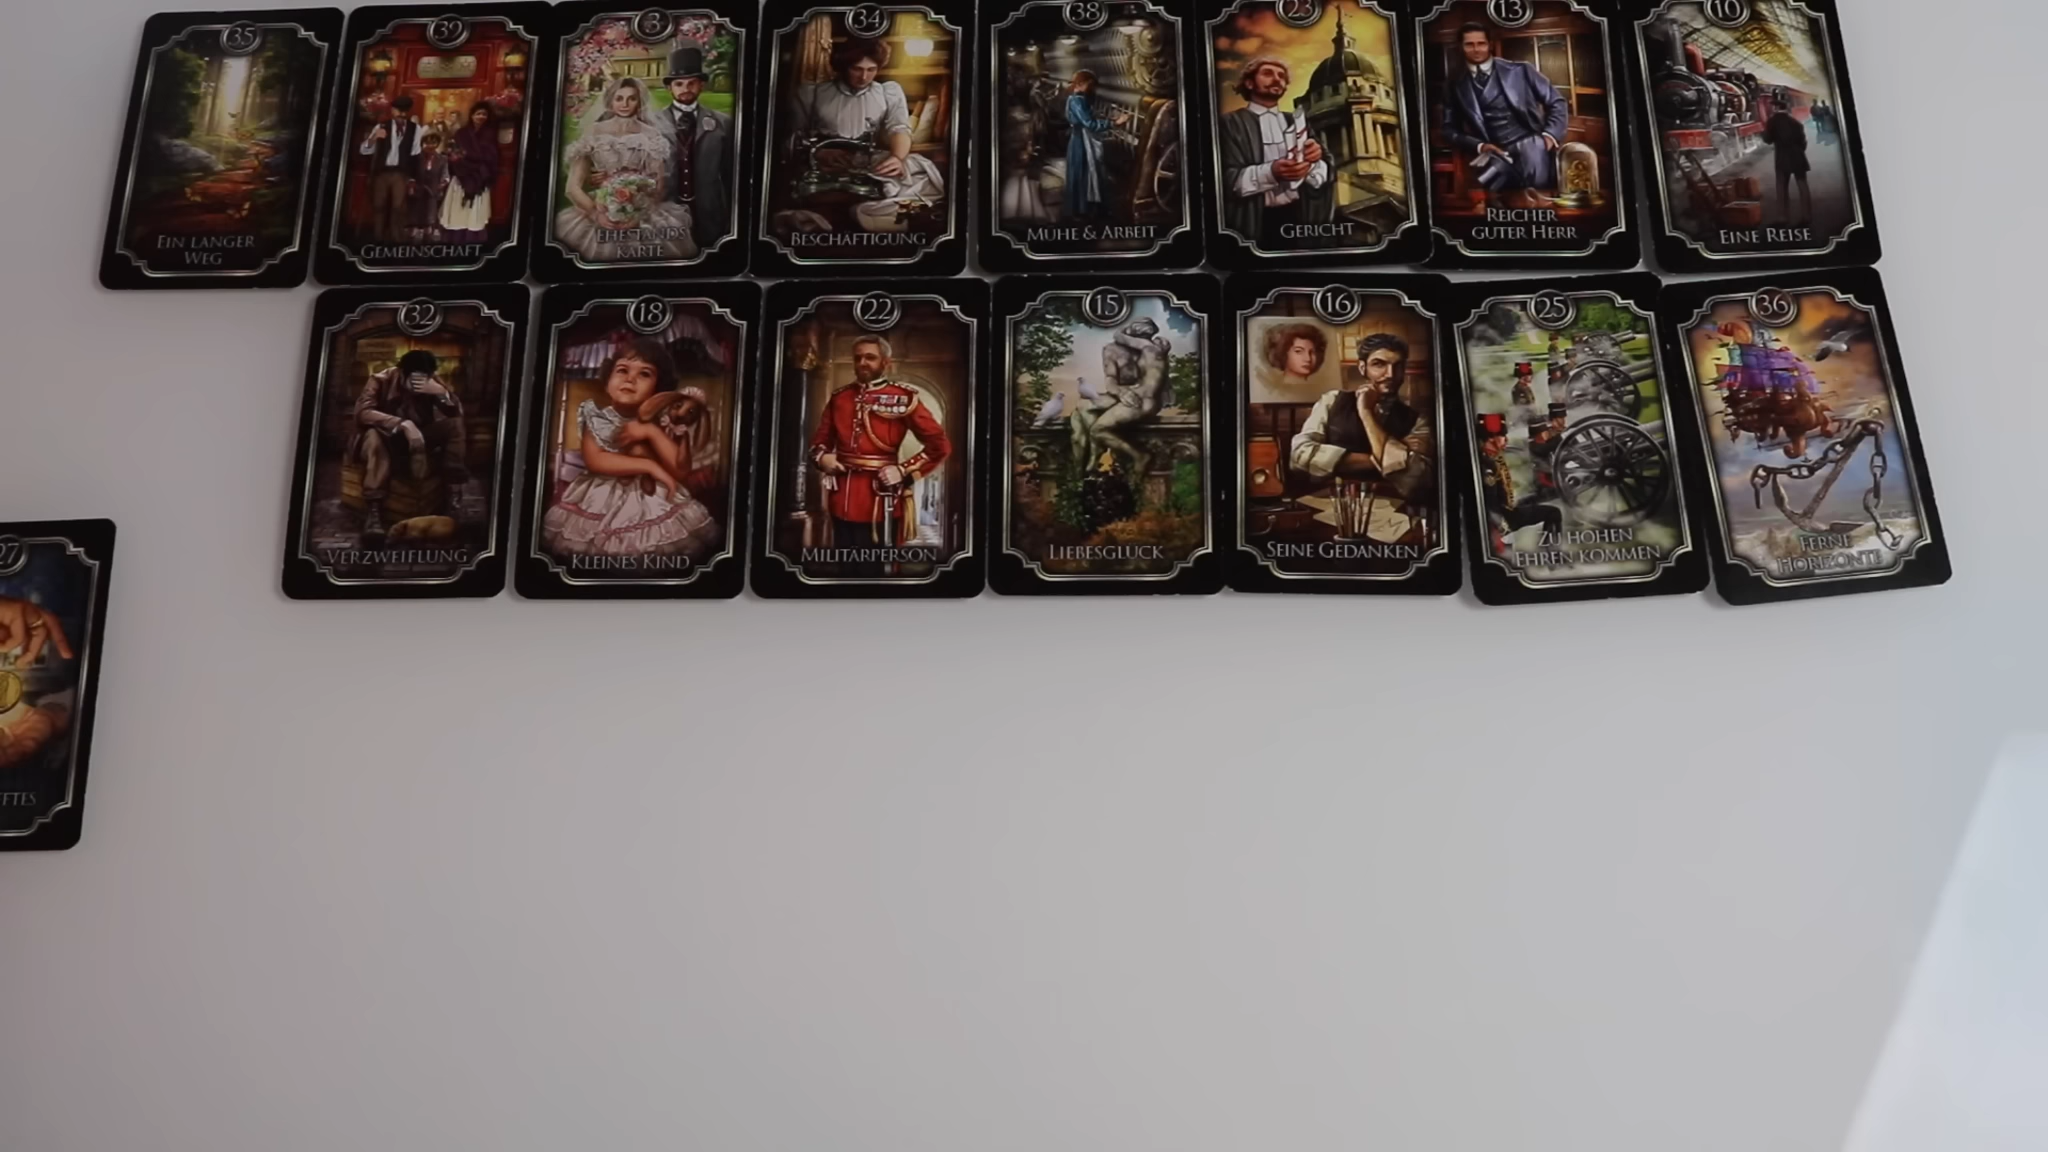 35
EIN LANGER
WEG
39
GEMEINSCHAFT
3
EHESTANDS
KARTE
34
BESCHÄFTIGUNG
38
MÜHE & ARBEIT
23
GERICHT
13
REICHER
GUTER HERR
10
EINE REISE
32
VERZWEIFLUNG
18
KLEINES KIND
22
MILITÄRPERSON
15
LIEBESGLÜCK
16
SEINE GEDANKEN
25
ZU HOHEN
EHREN KOMMEN
36
FERNE
HORIZONTE
27
FFTES